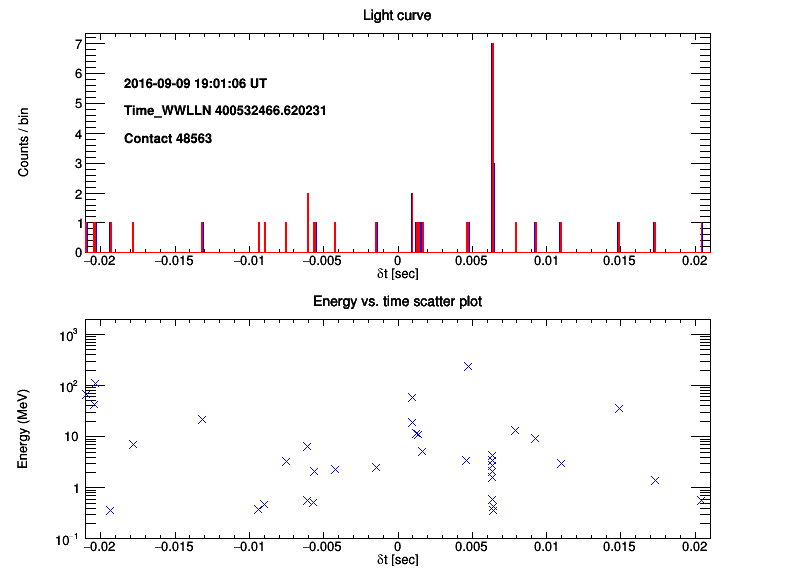 Light curve
Counts / bin
7
6
5
4
3
2
1
0
2016-09-09 19:01:06 UT
Time_WWLLN 400532466.620231
Contact 48563
−0.02 −0.015 −0.01 −0.005 0 0.005 0.01 0.015 0.02
δt [sec]
Energy vs. time scatter plot
Energy (MeV)
10³
10²
10
1
10⁻¹
−0.02 −0.015 −0.01 −0.005 0 0.005 0.01 0.015 0.02
δt [sec]